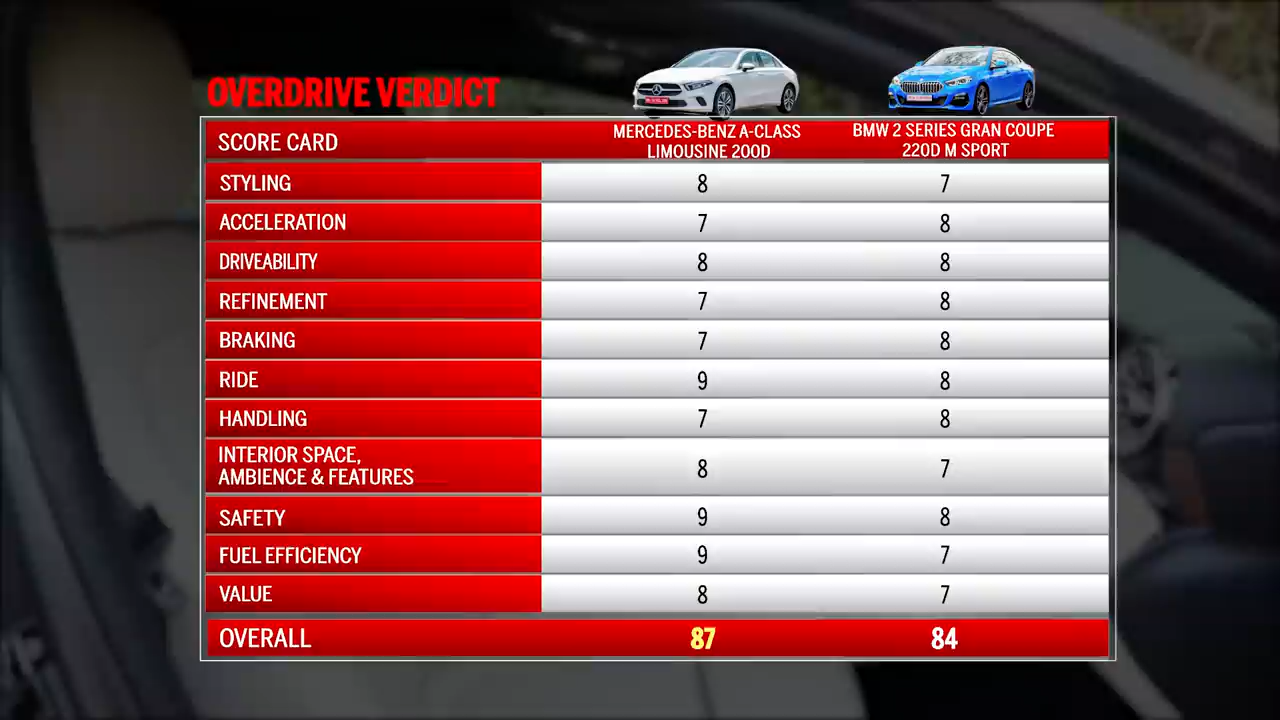 OVERDRIVE VERDICT
SCORE CARD
MERCEDES-BENZ A-CLASS
LIMOUSINE 200D
BMW 2 SERIES GRAN COUPE
220D M SPORT
STYLING 8 7
ACCELERATION 7 8
DRIVEABILITY 8 8
REFINEMENT 7 8
BRAKING 7 8
RIDE 9 8
HANDLING 7 8
INTERIOR SPACE,
AMBIENCE & FEATURES 8 7
SAFETY 9 8
FUEL EFFICIENCY 9 7
VALUE 8 7
OVERALL 87 84